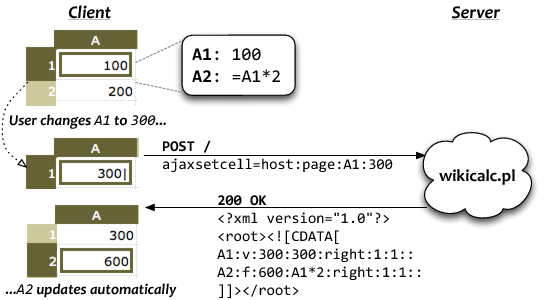 Client
Server
A
1 100
2 200
A1: 100
A2: =A1*2
User changes A1 to 300...
A
1 300
POST /
ajaxsetcell=host:page:A1:300
wikicalc.pl
200 OK
<?xml version="1.0"?>
<root><![CDATA[
A1:v:300:300:right:1:1::
A2:f:600:A1*2:right:1:1::
]]></root>
A
1 300
2 600
...A2 updates automatically